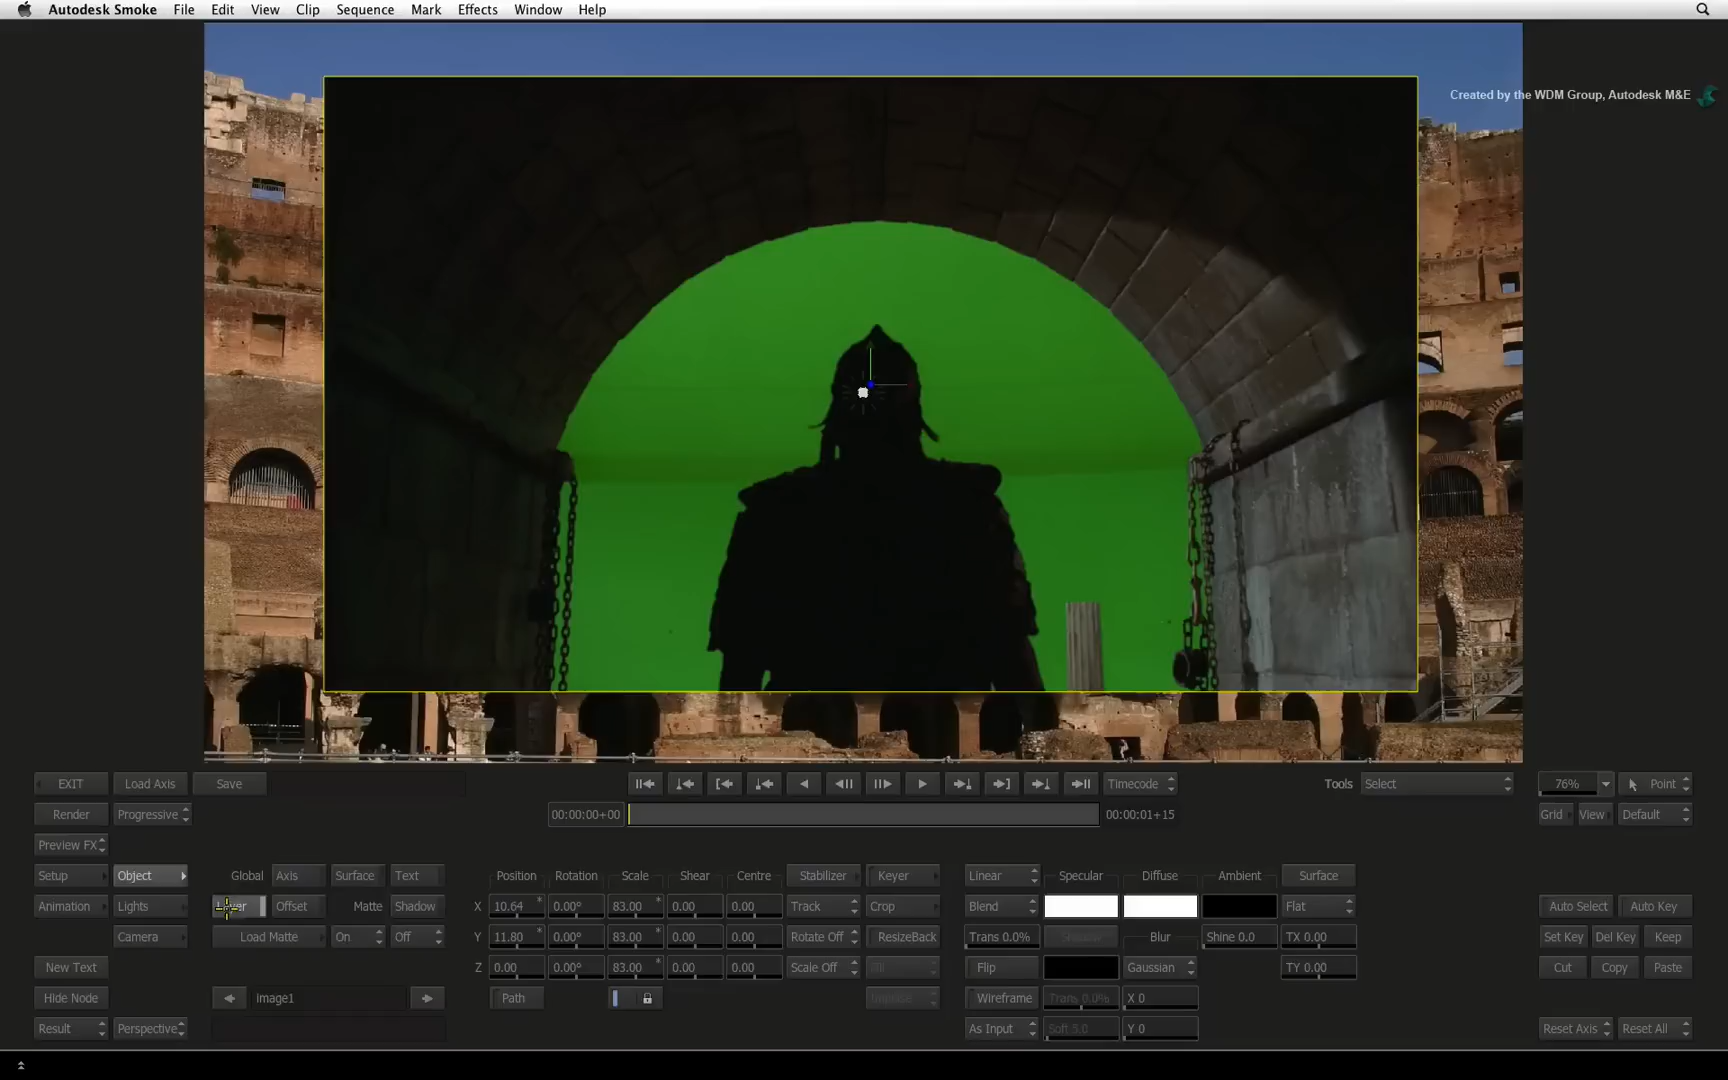 Autodesk Smoke File Edit View Clip Sequence Mark Effects Window Help
Created by the WDM Group, Autodesk M&E
EXIT Load Axis Save Timecode Tools Select 76% Point
Render Progressive 00:00:00+00 00:00:01+15 Grid View Default
Preview FX
Setup Object Global Axis Surface Text Position Rotation Scale Shear Centre Stabilizer Keyer Linear Specular Diffuse Ambient Surface
Animation Lights Offset Matte Shadow X 10.64 * 0.00° 83.00 * 0.00 0.00 Track Crop Blend Flat Auto Select Auto Key
Camera Load Matte On Off Y 11.80 * 0.00° 83.00 * 0.00 0.00 Rotate Off ResizeBack Trans 0.0% Blur Shine 0.0 TX 0.00 Set Key Del Key Keep
New Text Z 0.00 0.00° 83.00 * 0.00 0.00 Scale Off Flip Gaussian TY 0.00 Cut Copy Paste
Hide Node Image1 Path Wireframe Trans 0.0% X 0
Result Perspective As Input Soft 3.0 Y 0 Reset Axis Reset All